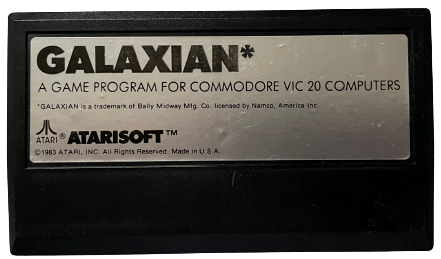 GALAXIAN*
A GAME PROGRAM FOR COMMODORE VIC 20 COMPUTERS
*GALAXIAN is a trademark of Bally Midway Mfg. Co. licensed by Namco, America Inc.
ATARI ® ATARISOFT™
©1983 ATARI, INC. All Rights Reserved. Made in U.S.A.